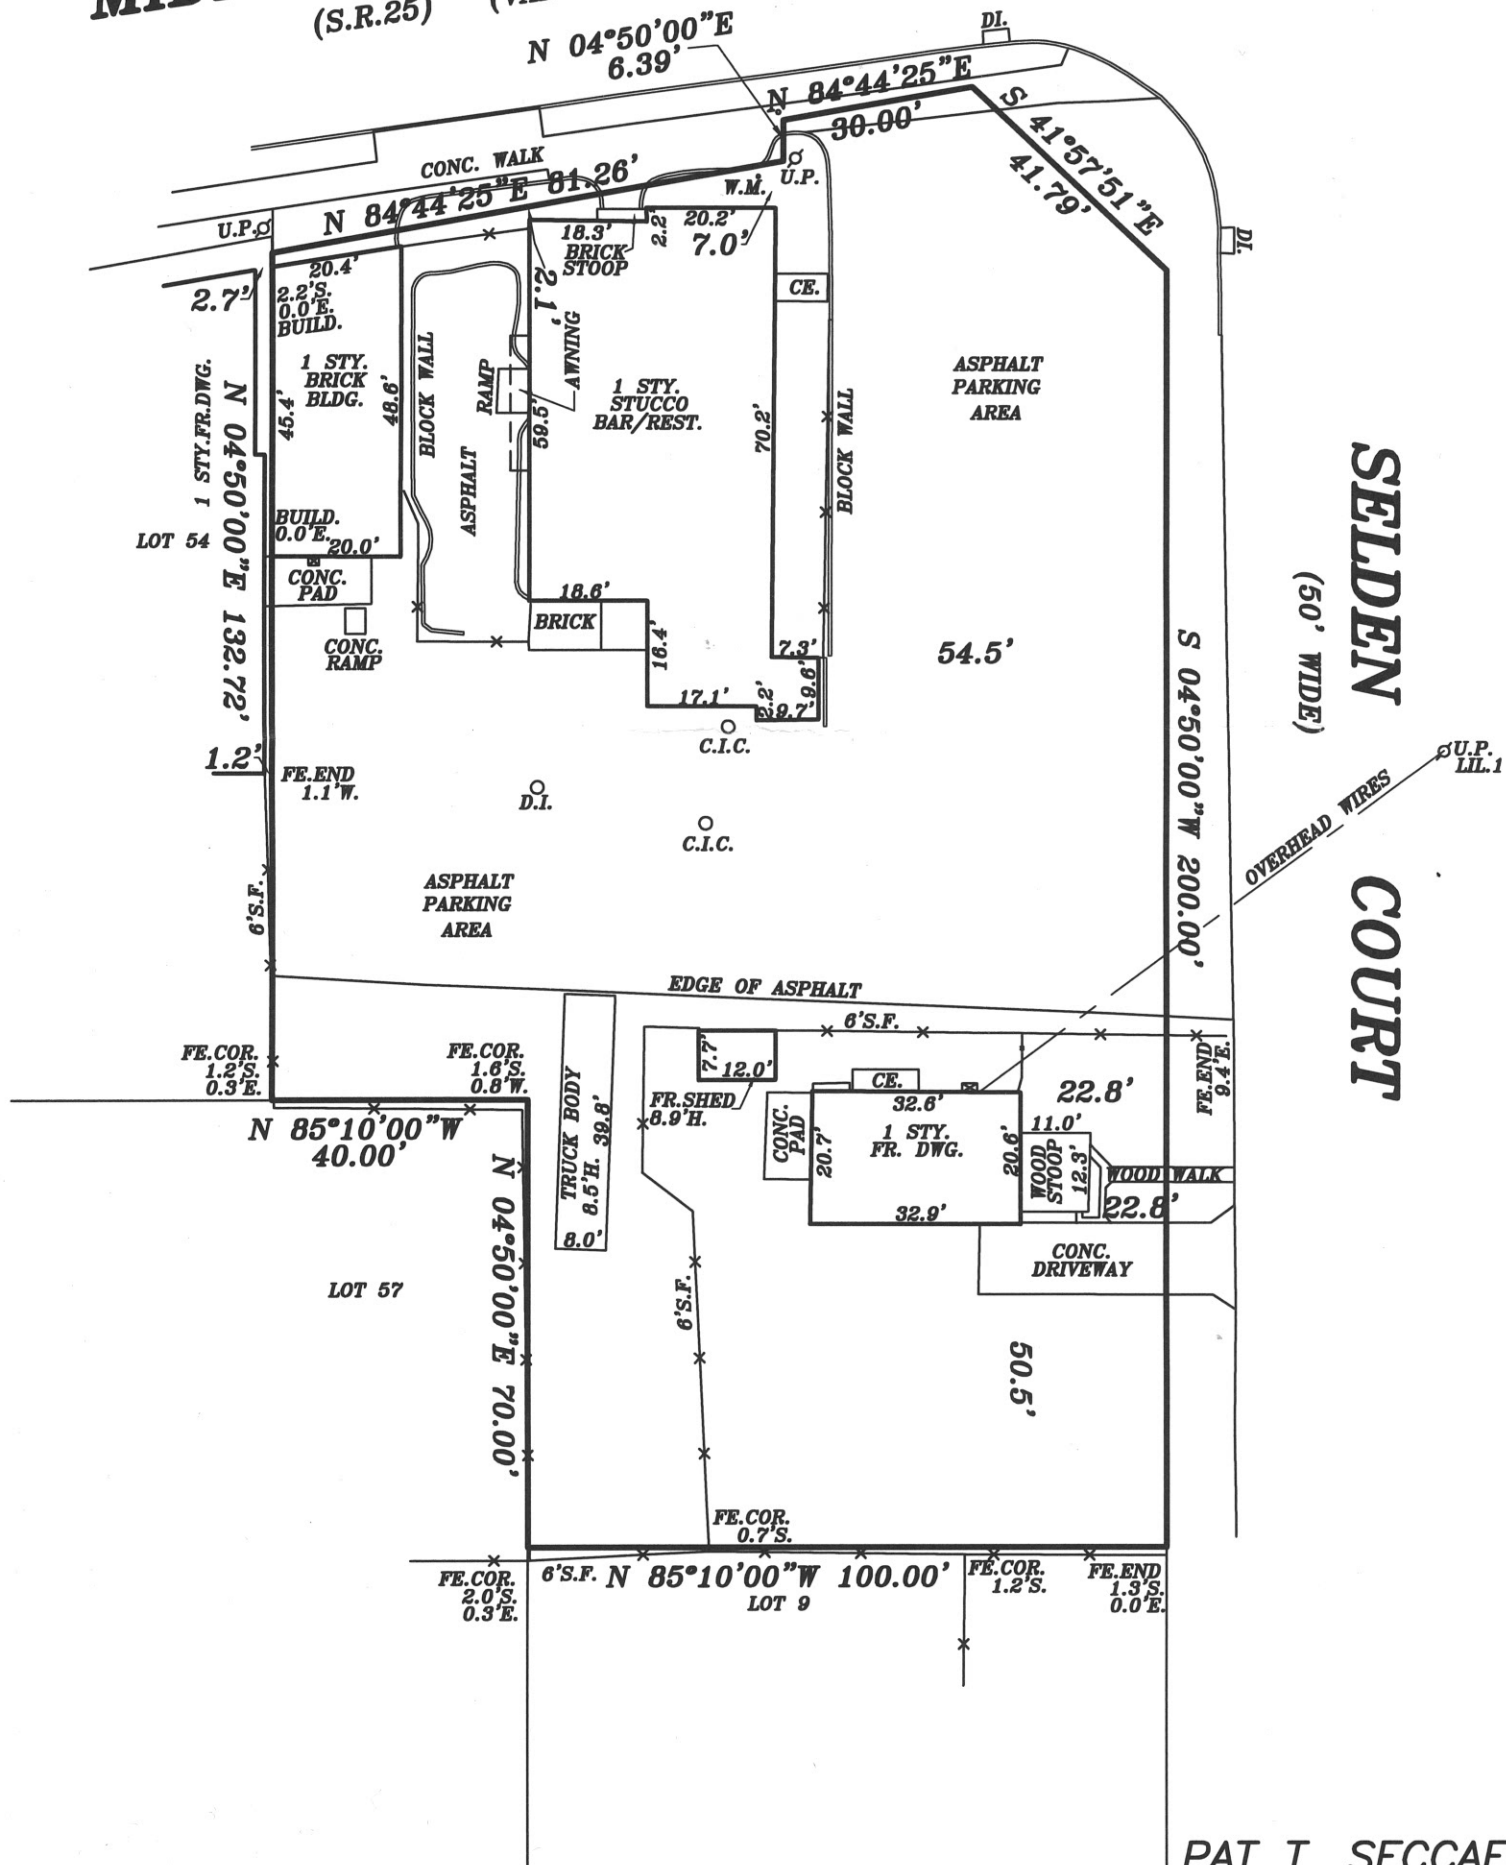 (S.R.25)
N 04°50'00"E
6.39'
DI.
N 84°44'25"E
30.00'
S 41°57'51"E
41.79'
CONC. WALK
N 84°44'25"E 81.26'
W.M.
U.P.
U.P.
DI.
20.4'
2.7'
2.2'S.
0.0'E.
BUILD.
18.3'
BRICK
STOOP
2.2'
20.2'
7.0'
2.1'
CE.
1 STY.FR.DWG.
N 04°50'00"E 132.72'
1 STY.
BRICK
BLDG.
45.4'
48.6'
BLOCK WALL
ASPHALT
RAMP
AWNING
59.5'
1 STY.
STUCCO
BAR/REST.
70.2'
BLOCK WALL
ASPHALT
PARKING
AREA
SELDEN COURT
(50' WIDE)
BUILD.
0.0'E.
20.0'
LOT 54
CONC.
PAD
CONC.
RAMP
18.6'
BRICK
16.4'
7.3'
9.6'
17.1'
2.2'
9.7'
54.5'
S 04°50'00"W 200.00'
C.I.C.
1.2'
FE.END
1.1'W.
D.I.
C.I.C.
U.P.
LIL.1
OVERHEAD WIRES
6'S.F.
ASPHALT
PARKING
AREA
EDGE OF ASPHALT
6'S.F.
FE.COR.
1.2'S.
0.3'E.
FE.COR.
1.6'S.
0.8'W.
7.7'
12.0'
FR.SHED
8.9'H.
CE.
22.8'
FE.END
9.4'E.
N 85°10'00"W
40.00'
TRUCK BODY
8.5'H. 39.8'
8.0'
CONC.
PAD
32.6'
20.7'
1 STY.
FR. DWG.
20.6'
32.9'
11.0'
WOOD
STOOP
12.3'
WOOD WALK
22.8'
N 04°50'00"E 70.00'
CONC.
DRIVEWAY
LOT 57
6'S.F.
50.5'
FE.COR.
0.7'S.
FE.COR.
2.0'S.
0.3'E.
6'S.F.
N 85°10'00"W 100.00'
LOT 9
FE.COR.
1.2'S.
FE.END
1.3'S.
0.0'E.
PAT T